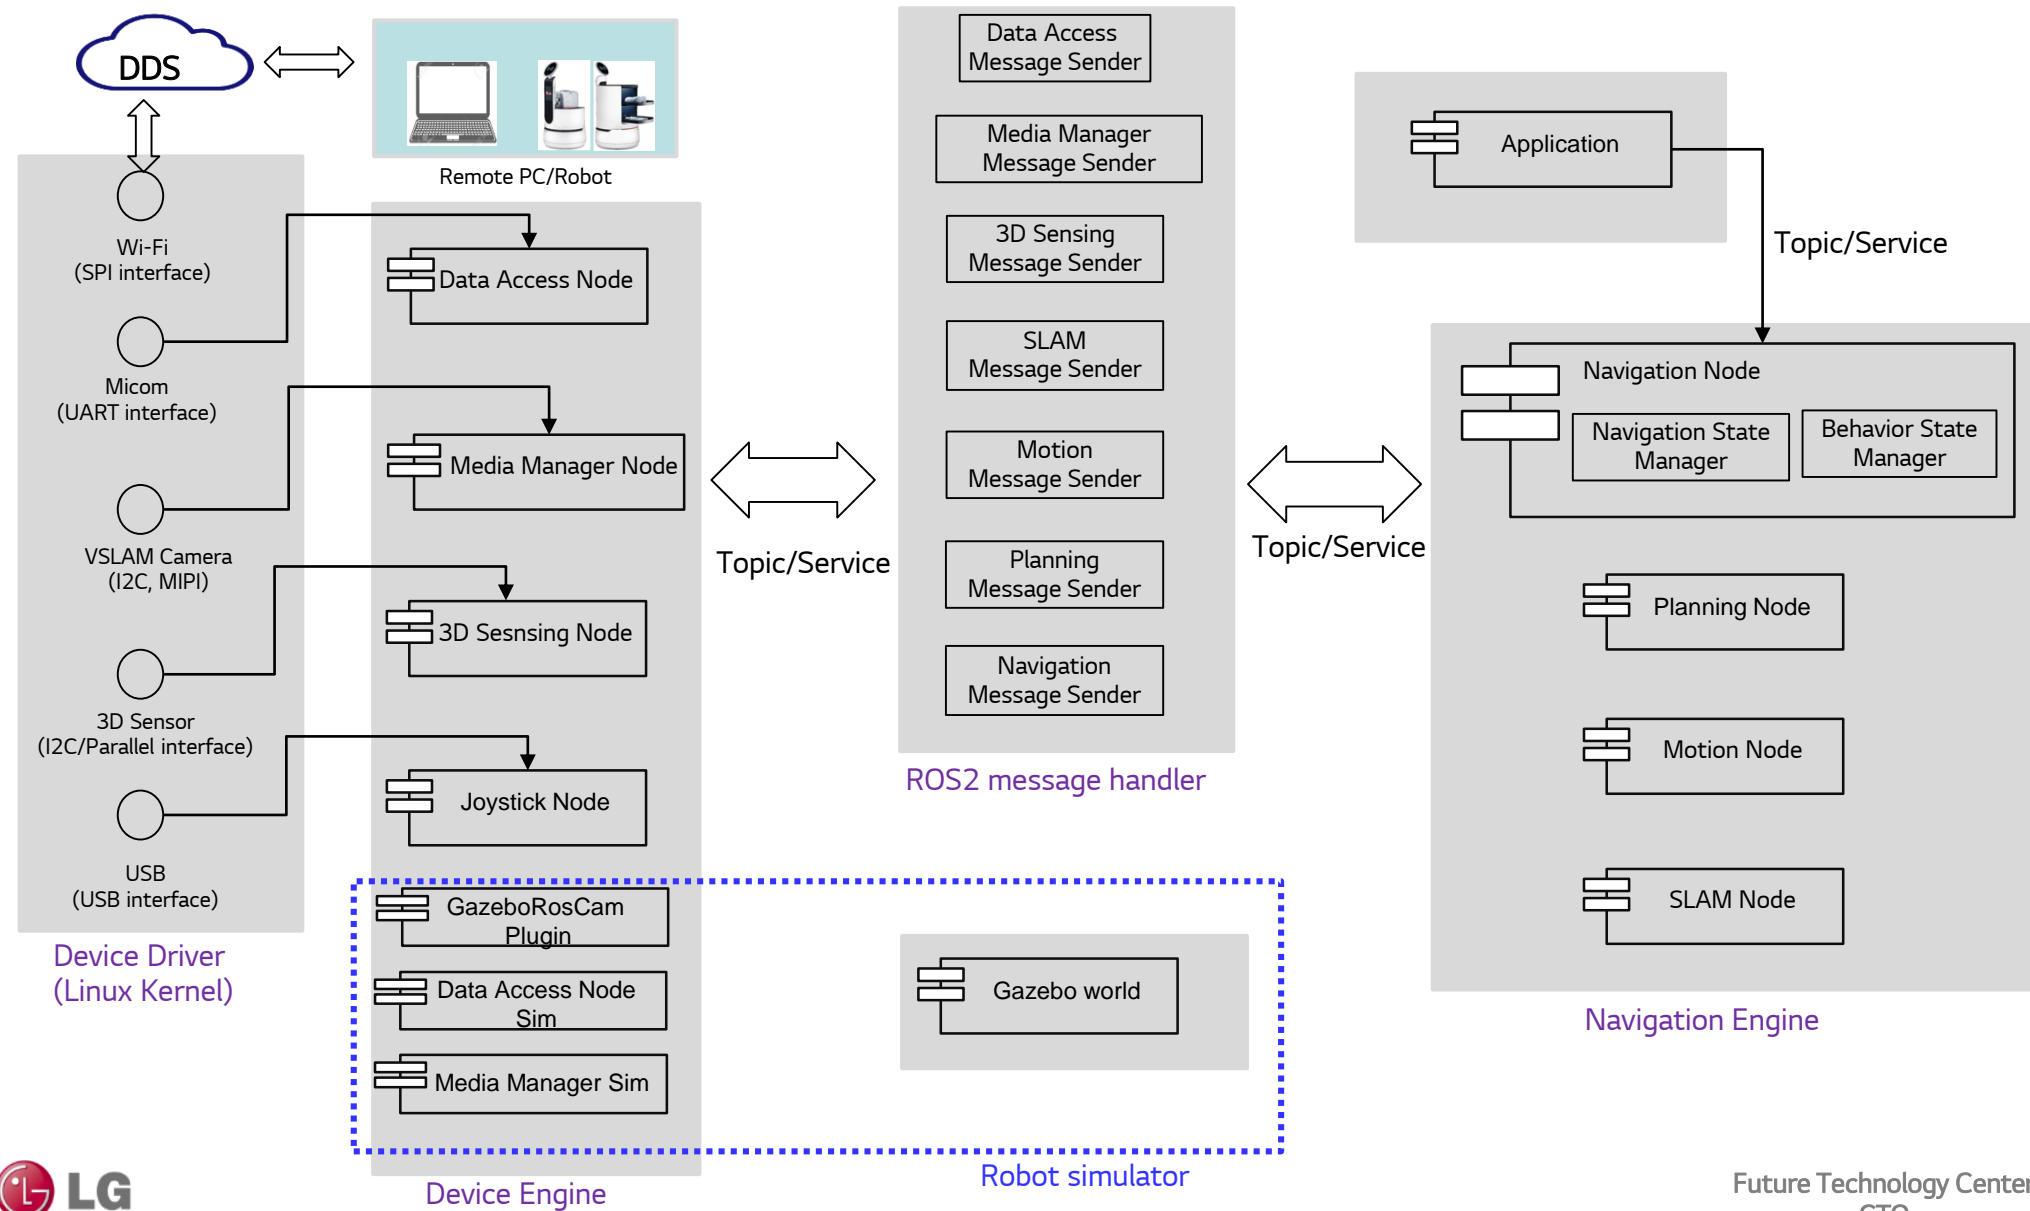 DDS
Remote PC/Robot
Wi-Fi
(SPI interface)
Micom
(UART interface)
VSLAM Camera
(I2C, MIPI)
3D Sensor
(I2C/Parallel interface)
USB
(USB interface)
Device Driver
(Linux Kernel)
Data Access Node
Media Manager Node
3D Sesnsing Node
Joystick Node
GazeboRosCam
Plugin
Data Access Node
Sim
Media Manager Sim
Device Engine
Topic/Service
Data Access
Message Sender
Media Manager
Message Sender
3D Sensing
Message Sender
SLAM
Message Sender
Motion
Message Sender
Planning
Message Sender
Navigation
Message Sender
ROS2 message handler
Gazebo world
Robot simulator
Topic/Service
Application
Topic/Service
Navigation Node
Navigation State
Manager
Behavior State
Manager
Planning Node
Motion Node
SLAM Node
Navigation Engine
LG
Future Technology Center